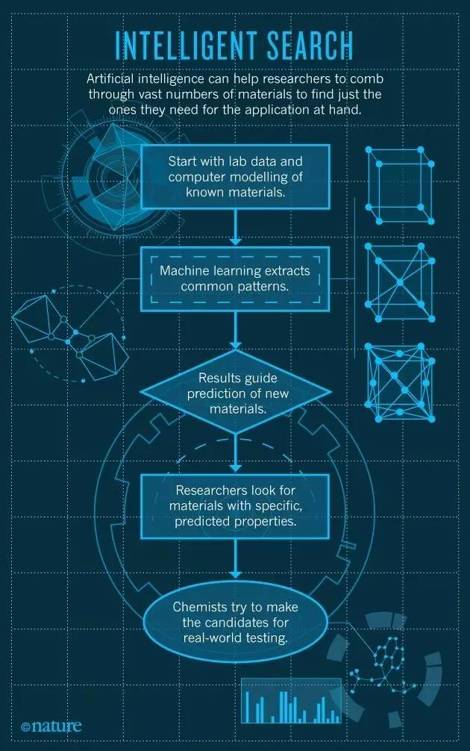 INTELLIGENT SEARCH
Artificial intelligence can help researchers to comb
through vast numbers of materials to find just the
ones they need for the application at hand.
Start with lab data and
computer modelling of
known materials.
Machine learning extracts
common patterns.
Results guide
prediction of new
materials.
Researchers look for
materials with specific,
predicted properties.
Chemists try to make
the candidates for
real-world testing.
©nature